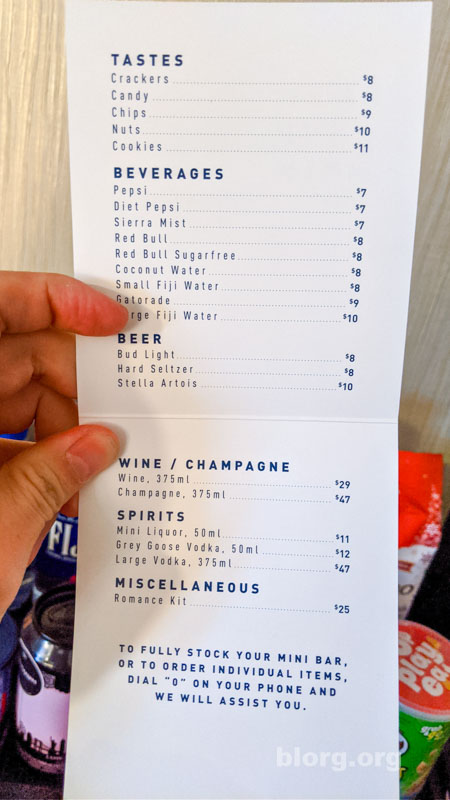 TASTES
Crackers $8
Candy $8
Chips $9
Nuts $10
Cookies $11
BEVERAGES
Pepsi $7
Diet Pepsi $7
Sierra Mist $7
Red Bull $8
Red Bull Sugarfree $8
Coconut Water $8
Small Fiji Water $8
Gatorade $9
Large Fiji Water $10
BEER
Bud Light $8
Hard Seltzer $8
Stella Artois $10
WINE / CHAMPAGNE
Wine, 375ml $29
Champagne, 375ml $47
SPIRITS
Mini Liquor, 50ml $11
Grey Goose Vodka, 50ml $12
Large Vodka, 375ml $47
MISCELLANEOUS
Romance Kit $25
TO FULLY STOCK YOUR MINI BAR,
OR TO ORDER INDIVIDUAL ITEMS,
DIAL "0" ON YOUR PHONE AND
WE WILL ASSIST YOU.
FIJ
play
blorg.org